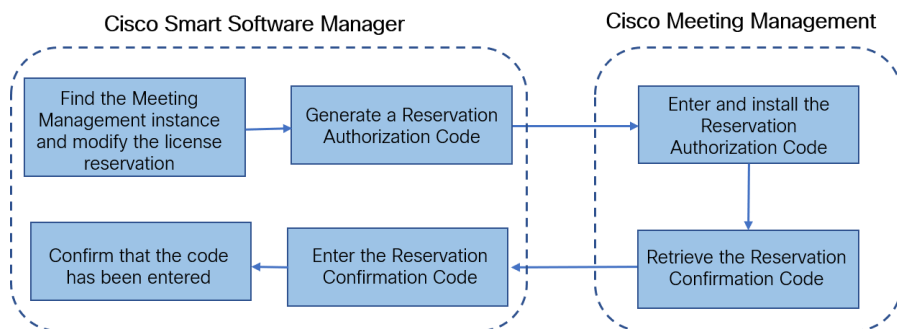 Cisco Smart Software Manager
Cisco Meeting Management
Find the Meeting
Management instance
and modify the license
reservation
Generate a Reservation
Authorization Code
Enter and install the
Reservation
Authorization Code
Retrieve the Reservation
Confirmation Code
Enter the Reservation
Confirmation Code
Confirm that the code
has been entered